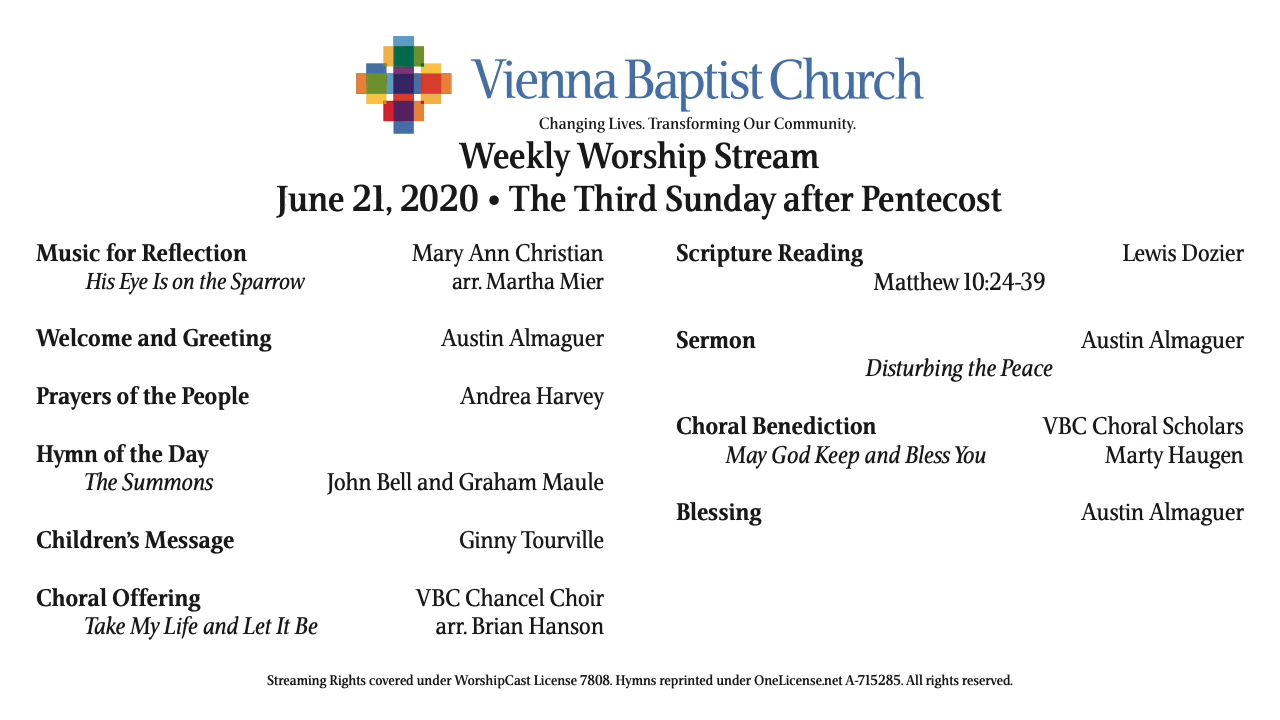 Vienna Baptist Church
Changing Lives. Transforming Our Community.
Weekly Worship Stream
June 21, 2020 • The Third Sunday after Pentecost
Music for Reflection Mary Ann Christian
His Eye Is on the Sparrow arr. Martha Mier
Welcome and Greeting Austin Almaguer
Prayers of the People Andrea Harvey
Hymn of the Day
The Summons John Bell and Graham Maule
Children's Message Ginny Tourville
Choral Offering VBC Chancel Choir
Take My Life and Let It Be arr. Brian Hanson
Scripture Reading Lewis Dozier
Matthew 10:24-39
Sermon Austin Almaguer
Disturbing the Peace
Choral Benediction VBC Choral Scholars
May God Keep and Bless You Marty Haugen
Blessing Austin Almaguer
Streaming Rights covered under WorshipCast License 7808. Hymns reprinted under OneLicense.net A-715285. All rights reserved.